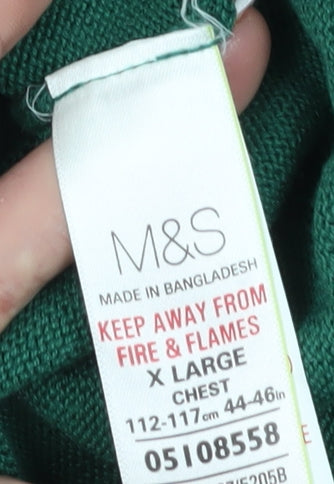 M&S
MADE IN BANGLADESH
KEEP AWAY FROM
FIRE & FLAMES
X LARGE
CHEST
112-117cm 44-46in
05108558